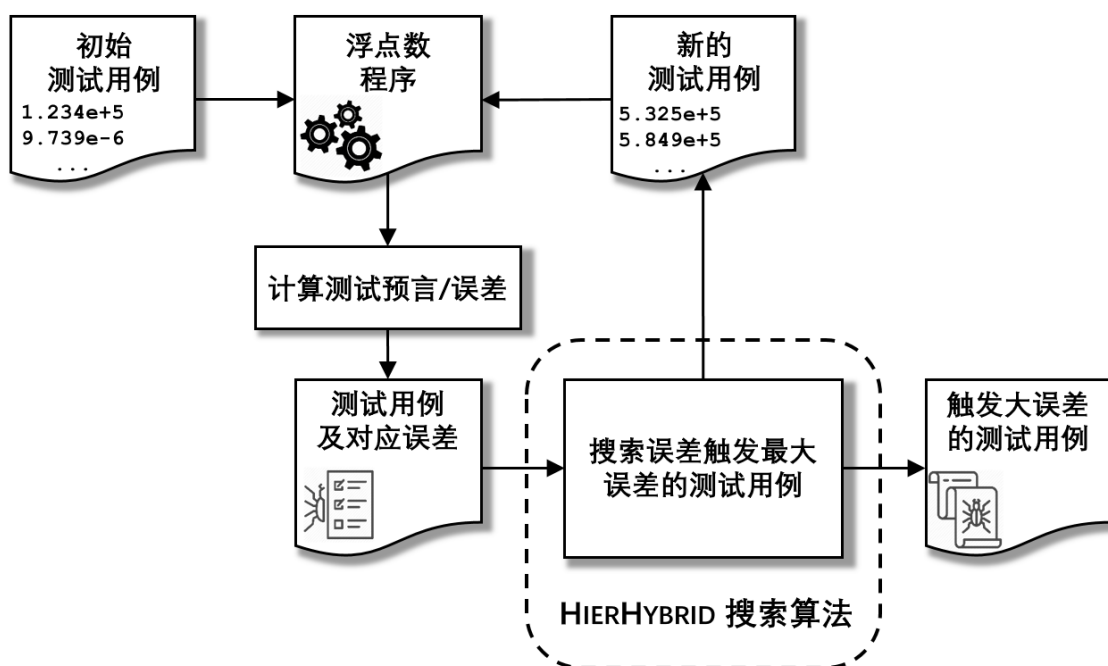 初始
测试用例
1.234e+5
9.739e-6
...
浮点数
程序
新的
测试用例
5.325e+5
5.849e+5
...
计算测试预言/误差
测试用例
及对应误差
搜索误差触发最大
误差的测试用例
触发大误差
的测试用例
HIERHYBRID 搜索算法